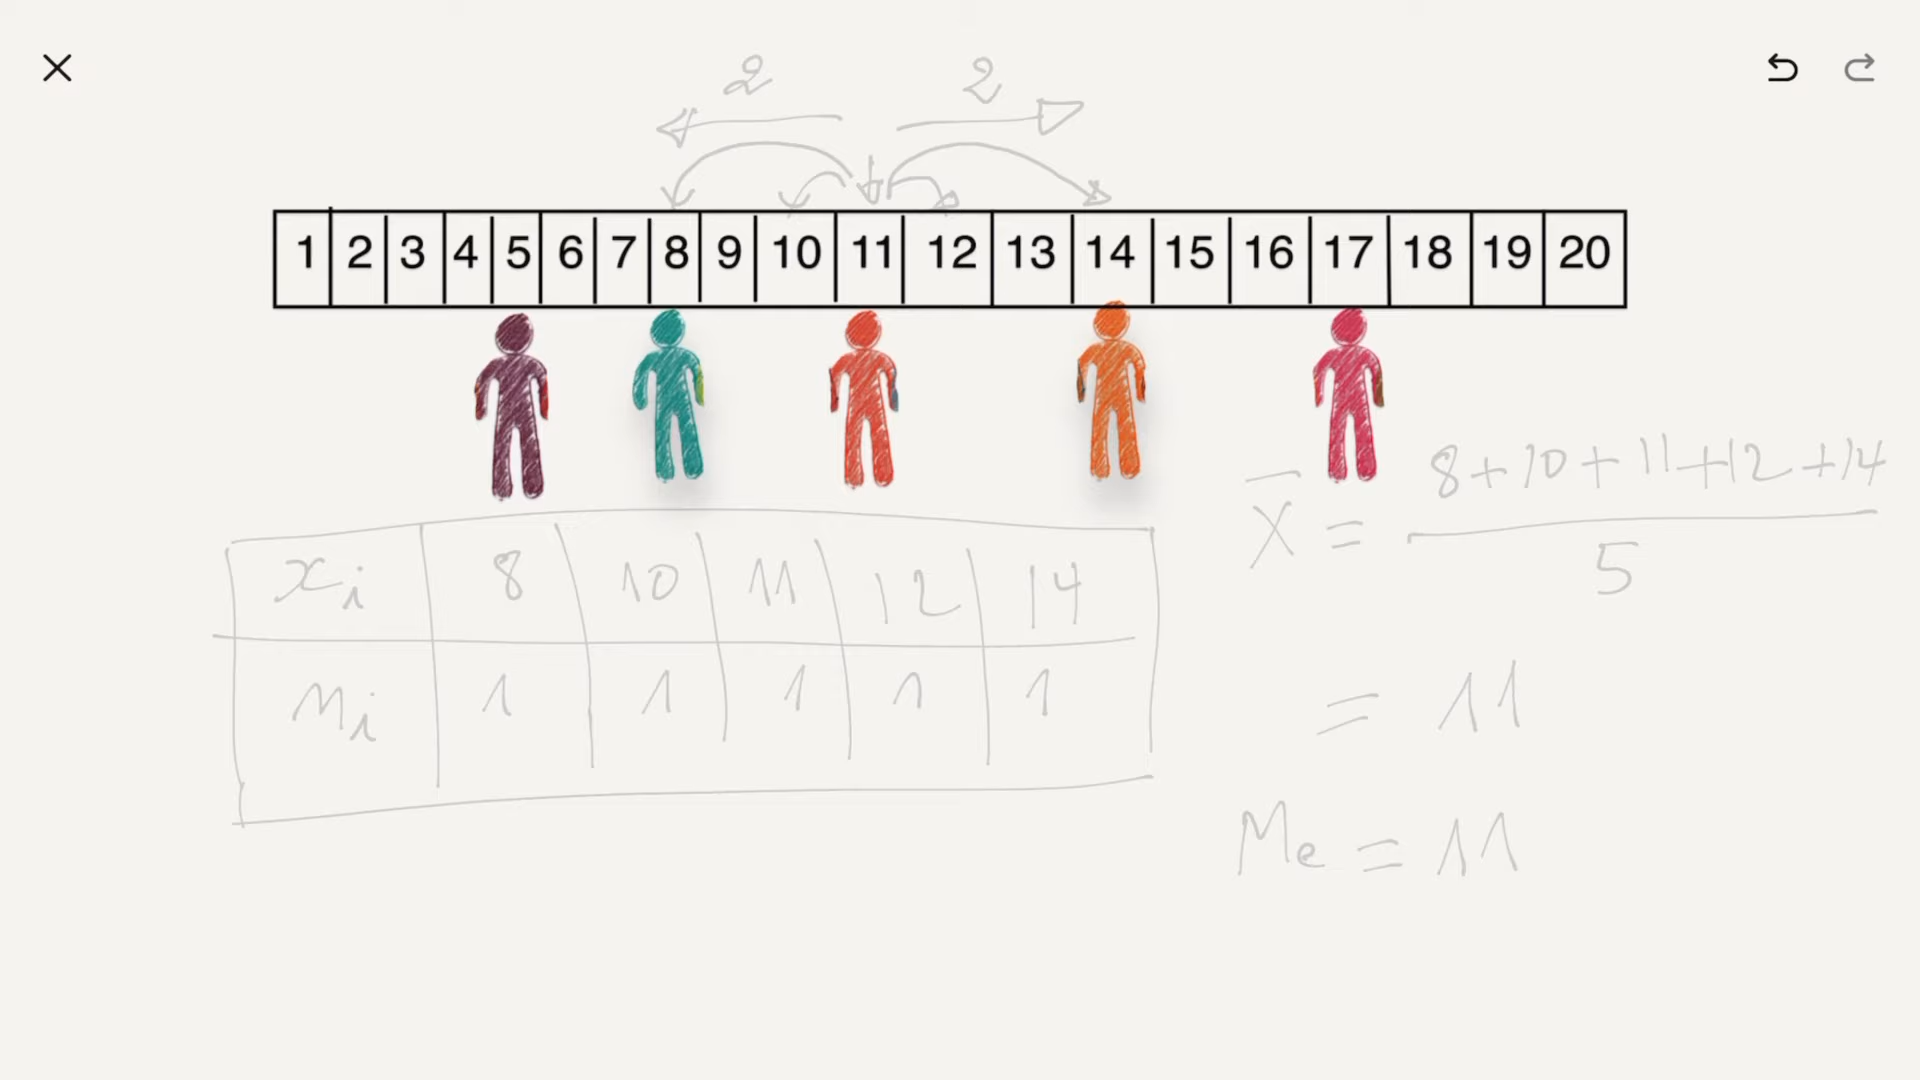 2 2
1 2 3 4 5 6 7 8 9 10 11 12 13 14 15 16 17 18 19 20
X̄ = 8+10+11+12+14
5
xi 8 10 11 12 14
ni 1 1 1 1 1
= 11
Me = 11